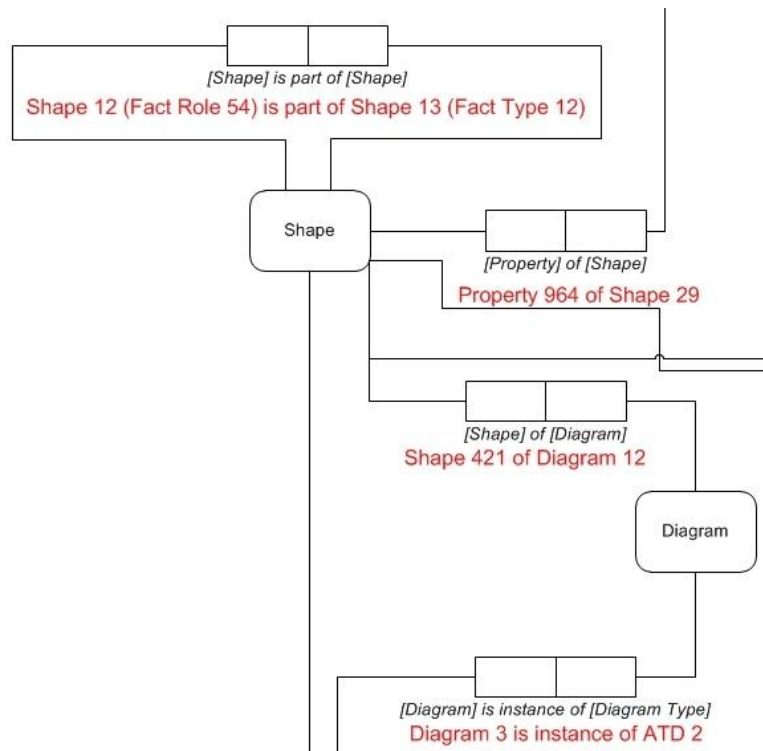 [Shape] is part of [Shape]
Shape 12 (Fact Role 54) is part of Shape 13 (Fact Type 12)
Shape
[Property] of [Shape]
Property 964 of Shape 29
[Shape] of [Diagram]
Shape 421 of Diagram 12
Diagram
[Diagram] is instance of [Diagram Type]
Diagram 3 is instance of ATD 2